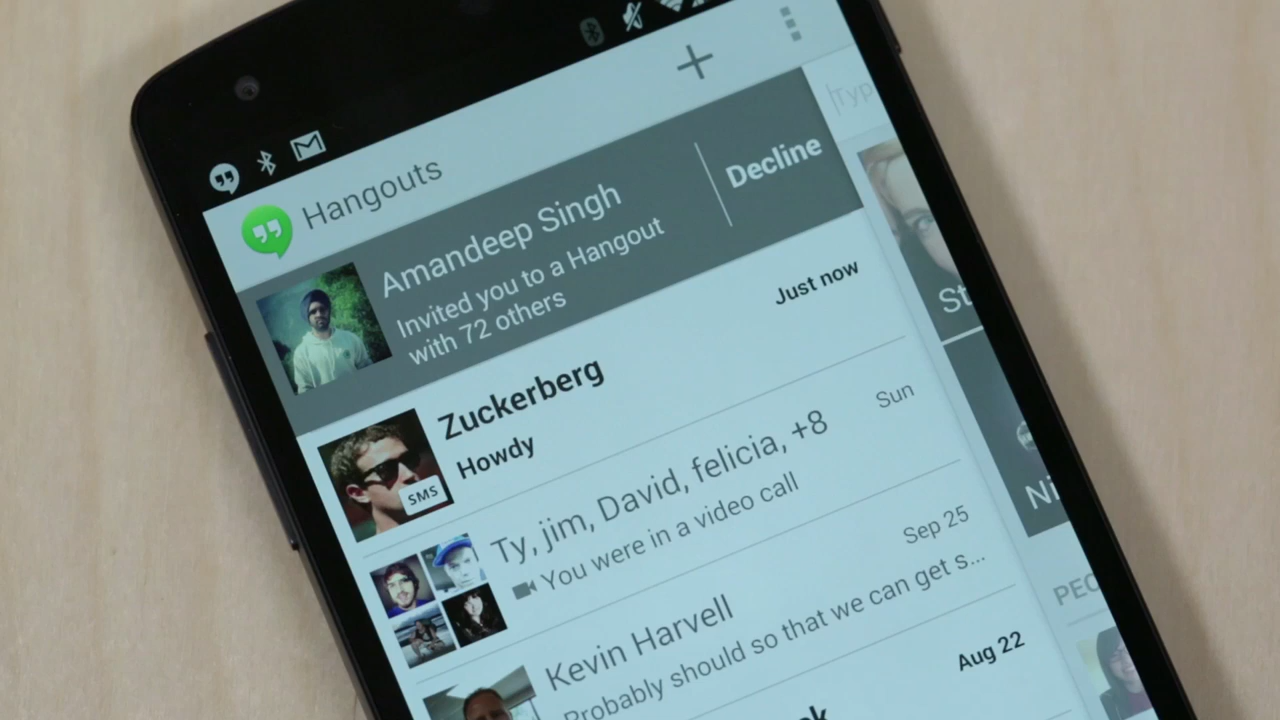 Hangouts
Amandeep Singh
Invited you to a Hangout
with 72 others
Decline
Zuckerberg
Just now
Howdy
SMS
Ty, jim, David, felicia, +8
Sun
You were in a video call
Kevin Harvell
Sep 25
Probably should so that we can get s...
Aug 22